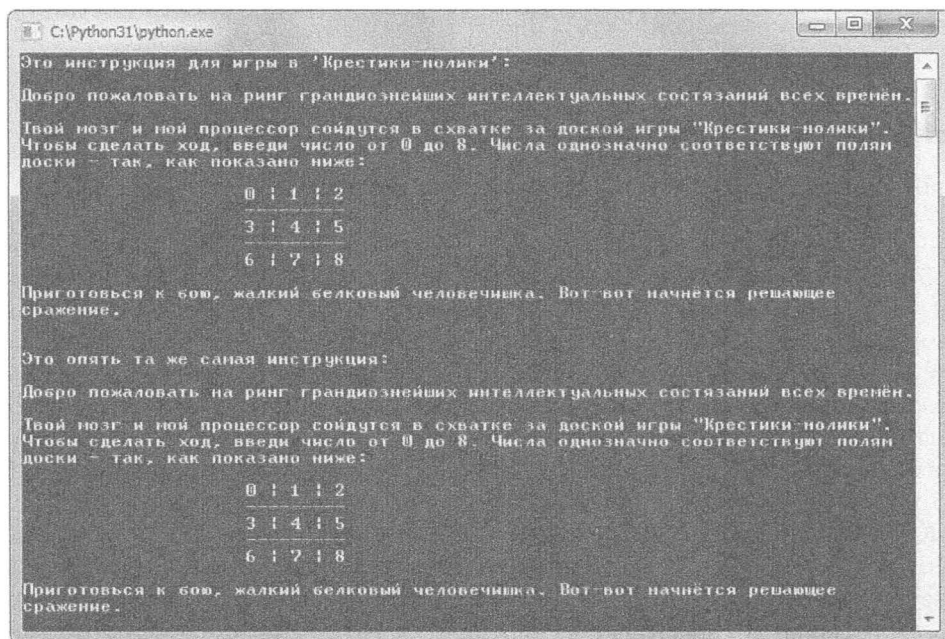 C:\Python31\python.exe
Это инструкция для игры в 'Крестики-нолики':
Добро пожаловать на ринг грандиознейших интеллектуальных состязаний всех времён.
Твой мозг и мой процессор сойдутся в схватке за доской игры "Крестики-нолики".
Чтобы сделать ход, введи число от 0 до 8. Числа однозначно соответствуют полям
доски - так, как показано ниже:
0 ¦ 1 ¦ 2
---------
3 ¦ 4 ¦ 5
---------
6 ¦ 7 ¦ 8
Приготовься к бою, жалкий белковый человечишка. Вот-вот начнётся решающее
сражение.
Это опять та же самая инструкция:
Добро пожаловать на ринг грандиознейших интеллектуальных состязаний всех времён.
Твой мозг и мой процессор сойдутся в схватке за доской игры "Крестики-нолики".
Чтобы сделать ход, введи число от 0 до 8. Числа однозначно соответствуют полям
доски - так, как показано ниже:
0 ¦ 1 ¦ 2
---------
3 ¦ 4 ¦ 5
---------
6 ¦ 7 ¦ 8
Приготовься к бою, жалкий белковый человечишка. Вот-вот начнётся решающее
сражение.